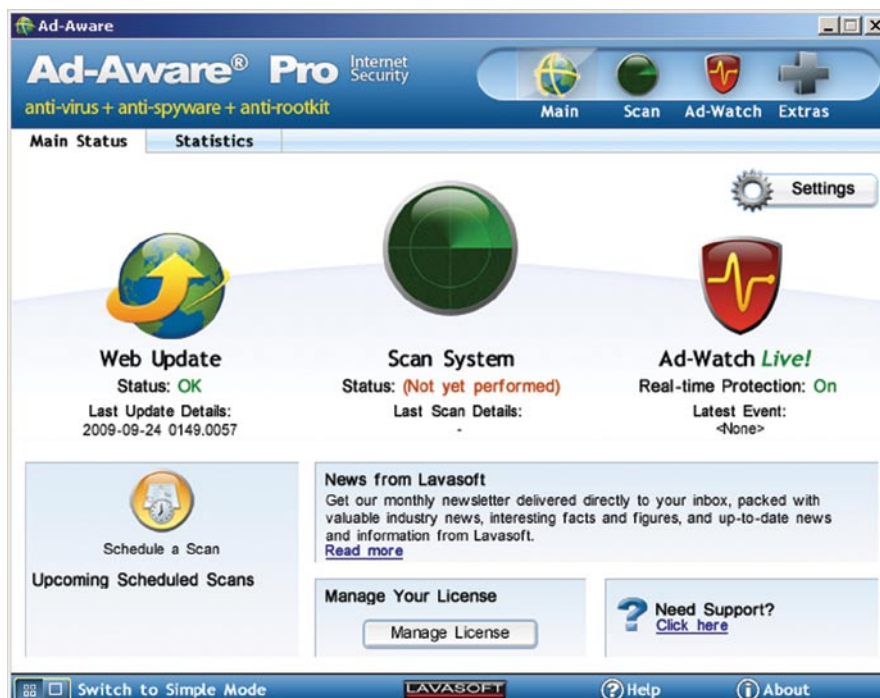 Ad-Aware
Ad-Aware® Pro Internet Security
anti-virus + anti-spyware + anti-rootkit
Main Scan Ad-Watch Extras
Main Status Statistics
Settings
Web Update
Status: OK
Last Update Details:
2009-09-24 0149.0057
Scan System
Status: (Not yet performed)
Last Scan Details:
-
Ad-Watch Live!
Real-time Protection: On
Latest Event:
<None>
Schedule a Scan
Upcoming Scheduled Scans
News from Lavasoft
Get our monthly newsletter delivered directly to your inbox, packed with
valuable industry news, interesting facts and figures, and up-to-date news
and information from Lavasoft.
Read more
Manage Your License
Manage License
Need Support?
Click here
Switch to Simple Mode LAVASOFT Help About